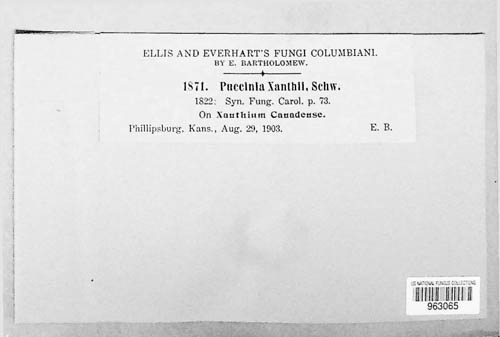 ELLIS AND EVERHART'S FUNGI COLUMBIANI.
BY E. BARTHOLOMEW.
1871. Puccinia Xanthii, Schw.
1822: Syn. Fung. Carol. p. 73.
On Xanthium Canadense.
Phillipsburg, Kans., Aug. 29, 1903. E. B.
US NATIONAL FUNGUS COLLECTIONS
963065